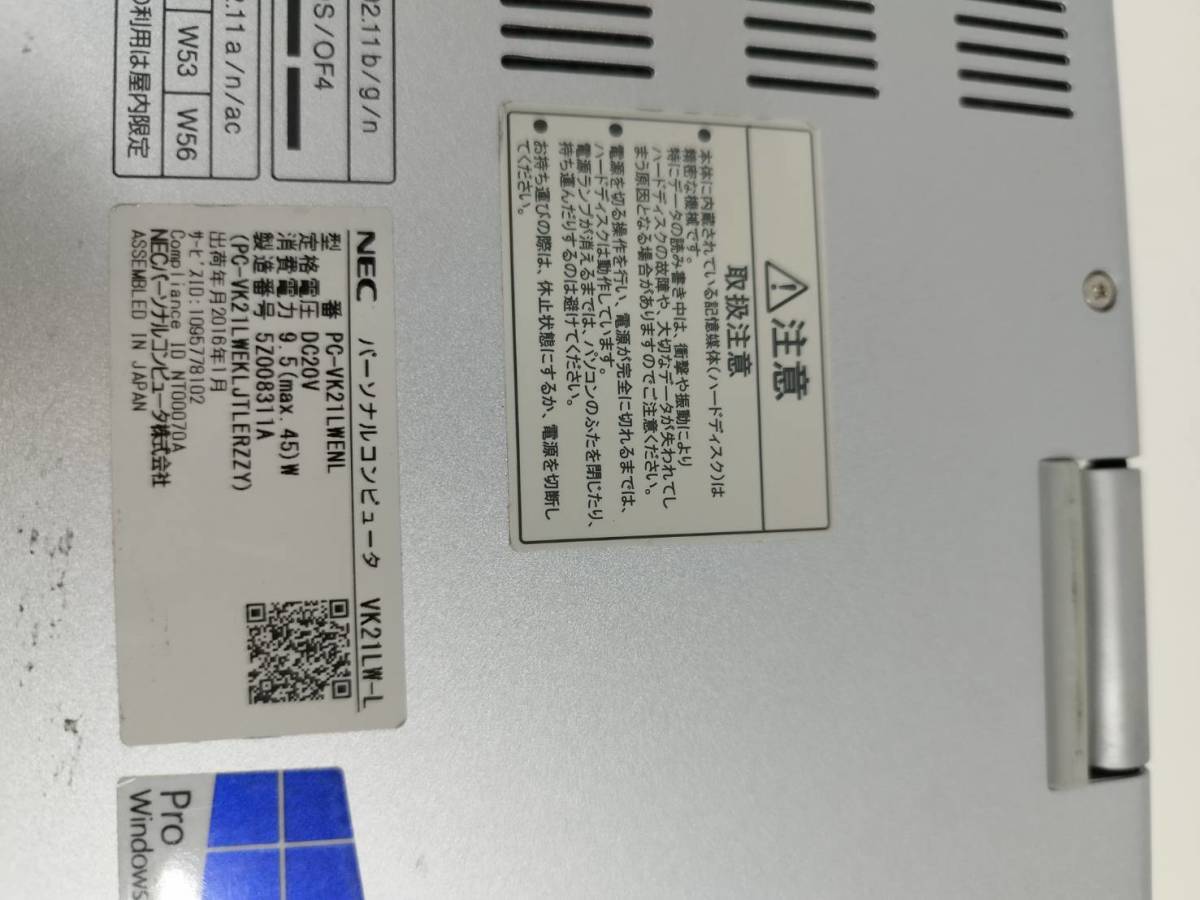 02.11b/g/n
DS/OF4
2.11a/n/ac
W53 W56
の利用は屋内限定
NEC パーソナルコンピュータ VK21LW-L
型番 PC-VK21LWENL
定格電圧 DC20V
消費電力 9.5(max.45)W
製造番号 5Z008311A
(PC-VK21LWEKLJTLERZZY)
出荷年月2016年1月
ｻｰﾋﾞｽID:1095778102
Compliance ID NT00070A
NECパーソナルコンピュータ株式会社
ASSEMBLED IN JAPAN
注意
取扱注意
● 本体に内蔵されている記憶媒体(ハードディスク)は
精密な機械です。
特にデータの読み書き中は、衝撃や振動により
ハードディスクの故障や、大切なデータが失われてし
まう原因となる場合がありますのでご注意ください。
● 電源を切る操作を行い、電源が完全に切れるまでは、
ハードディスクは動作しています。
電源ランプが消えるまでは、パソコンのふたを閉じたり、
持ち運んだりするのは避けてください。
● お持ち運びの際は、休止状態にするか、電源を切断し
てください。
Pro
Windows